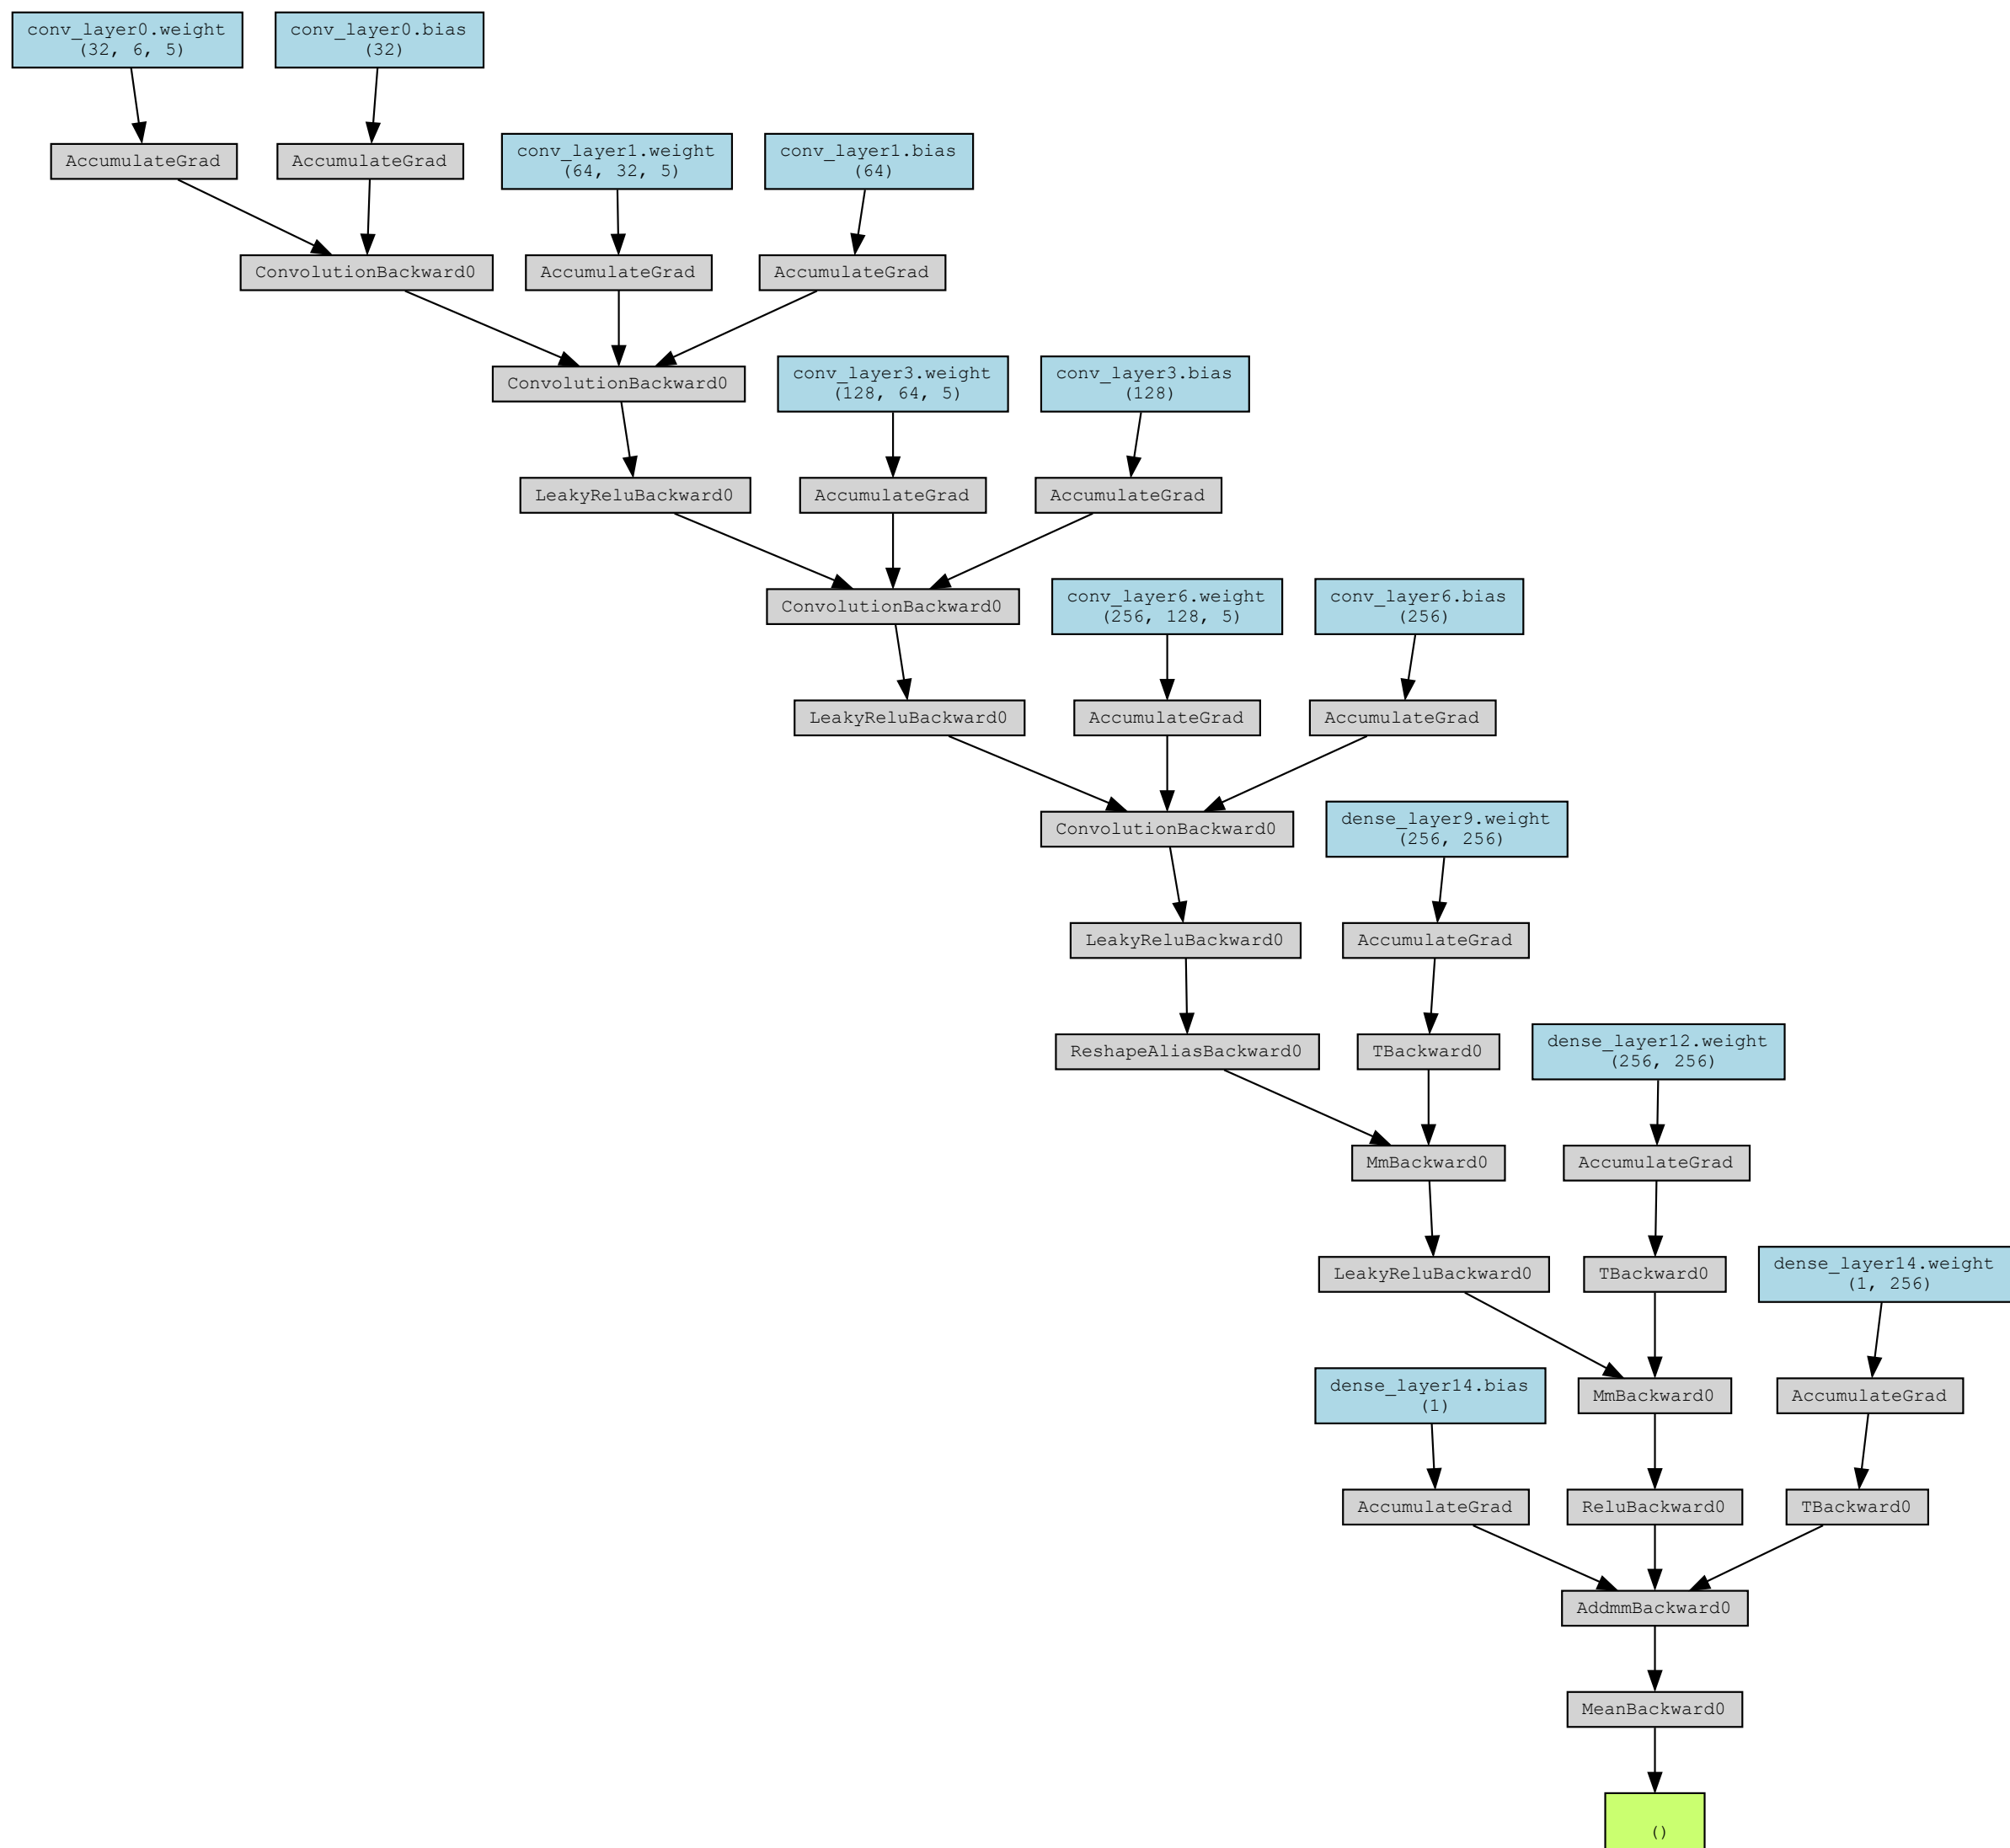 conv_layer0.weight
(32, 6, 5)
conv_layer0.bias
(32)
AccumulateGrad
AccumulateGrad
conv_layer1.weight
(64, 32, 5)
conv_layer1.bias
(64)
ConvolutionBackward0
AccumulateGrad
AccumulateGrad
ConvolutionBackward0
conv_layer3.weight
(128, 64, 5)
conv_layer3.bias
(128)
LeakyReluBackward0
AccumulateGrad
AccumulateGrad
ConvolutionBackward0
conv_layer6.weight
(256, 128, 5)
conv_layer6.bias
(256)
LeakyReluBackward0
AccumulateGrad
AccumulateGrad
ConvolutionBackward0
dense_layer9.weight
(256, 256)
LeakyReluBackward0
AccumulateGrad
ReshapeAliasBackward0
TBackward0
dense_layer12.weight
(256, 256)
MmBackward0
AccumulateGrad
LeakyReluBackward0
TBackward0
dense_layer14.weight
(1, 256)
dense_layer14.bias
(1)
MmBackward0
AccumulateGrad
AccumulateGrad
ReluBackward0
TBackward0
AddmmBackward0
MeanBackward0
()